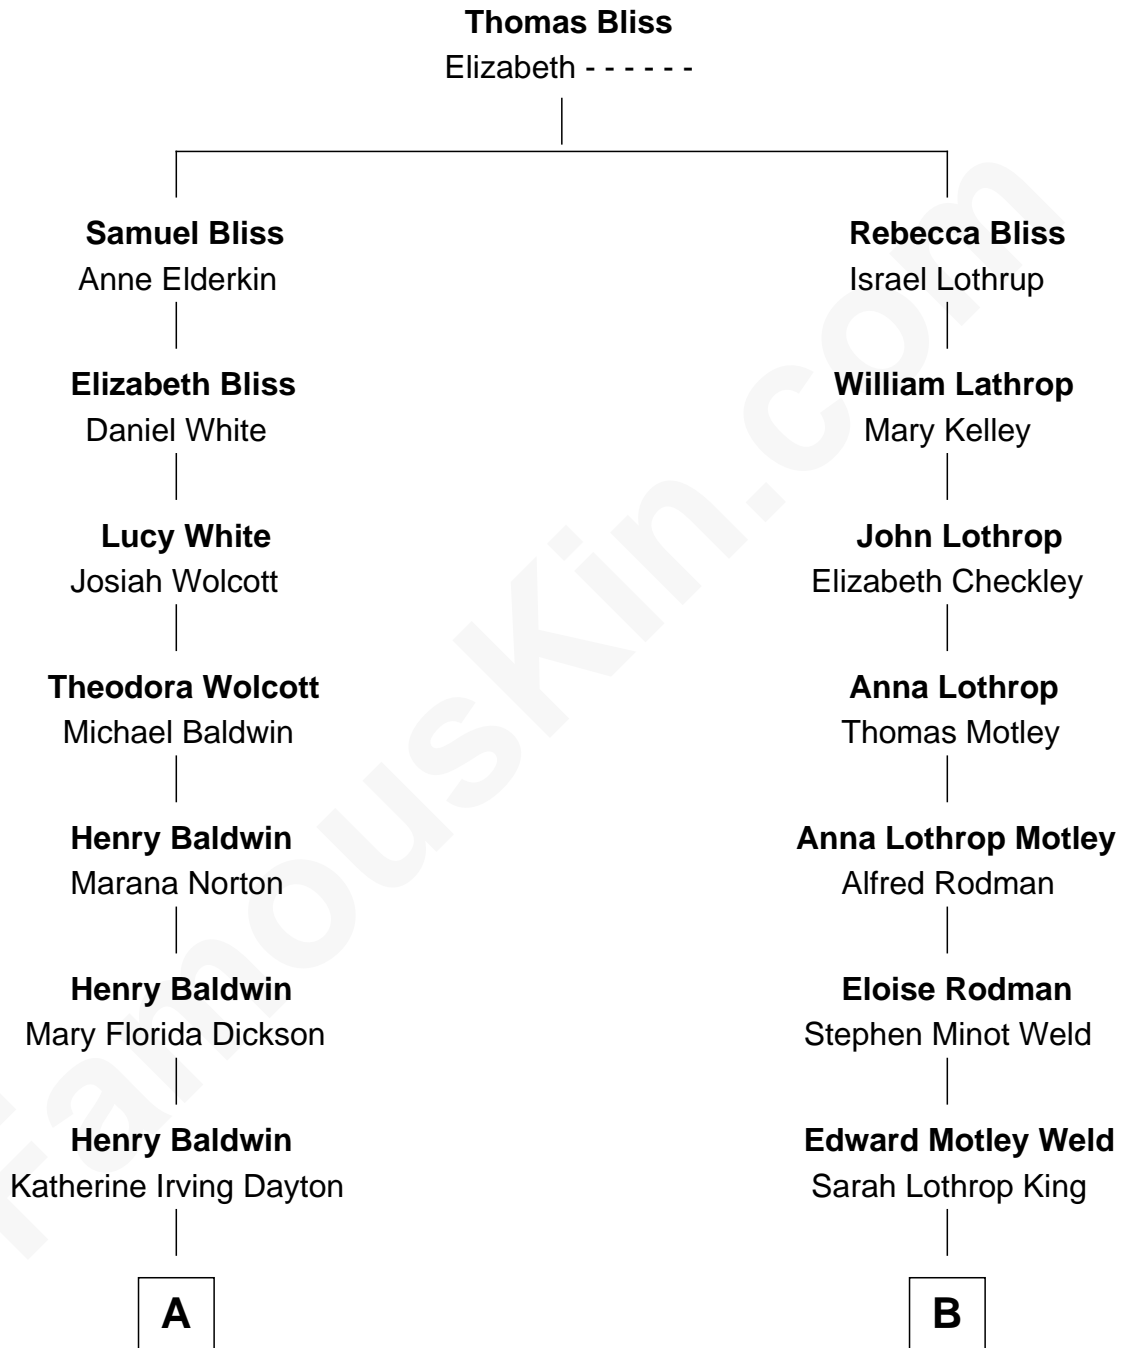 Thomas Bliss
Elizabeth - - - - - -
Samuel Bliss
Anne Elderkin
Rebecca Bliss
Israel Lothrup
Elizabeth Bliss
Daniel White
William Lathrop
Mary Kelley
Lucy White
Josiah Wolcott
John Lothrop
Elizabeth Checkley
Theodora Wolcott
Michael Baldwin
Anna Lothrop
Thomas Motley
Henry Baldwin
Marana Norton
Anna Lothrop Motley
Alfred Rodman
Henry Baldwin
Mary Florida Dickson
Eloise Rodman
Stephen Minot Weld
Henry Baldwin
Katherine Irving Dayton
Edward Motley Weld
Sarah Lothrop King
A
B
FamousKin.com